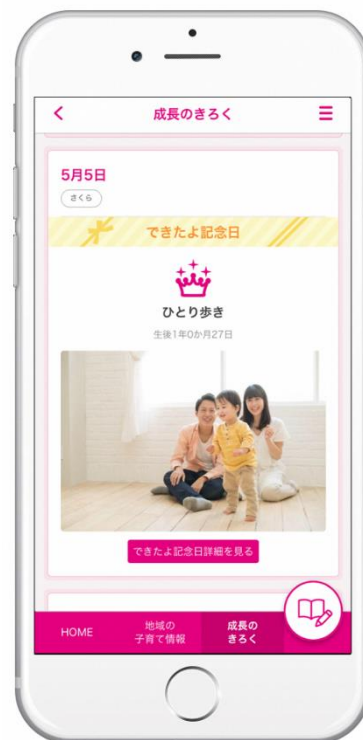 成長のきろく
5月5日
さくら
できたよ記念日
ひとり歩き
生後1年0か月27日
できたよ記念日詳細を見る
HOME
地域の
子育て情報
成長の
きろく